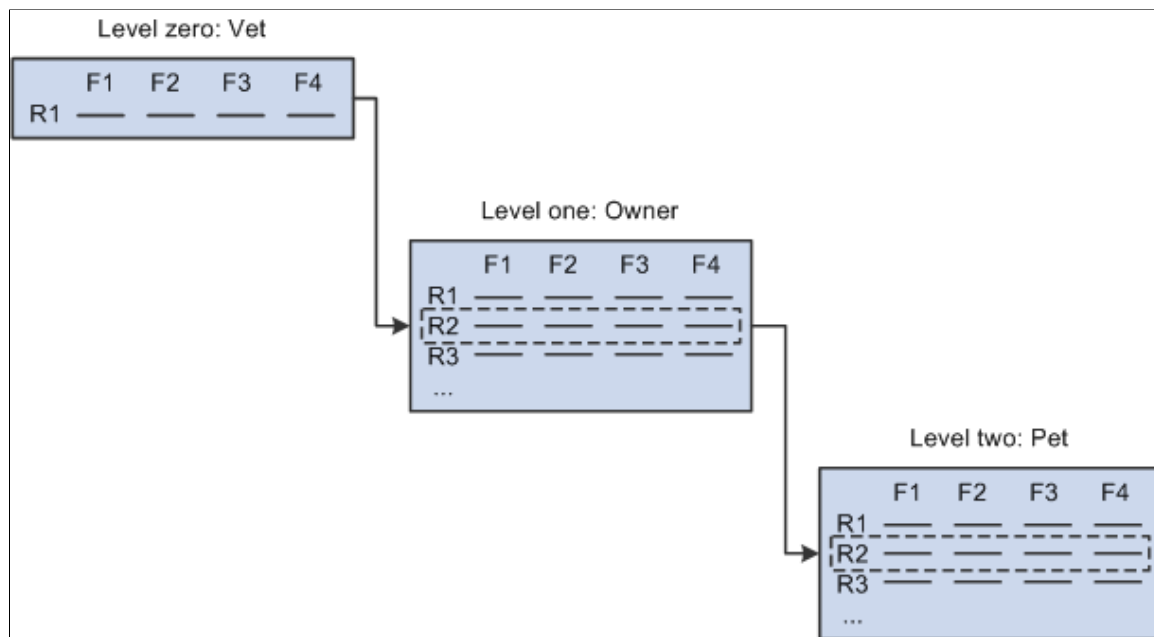 Level zero: Vet
F1 F2 F3 F4
R1
Level one: Owner
F1 F2 F3 F4
R1
R2
R3
...
Level two: Pet
F1 F2 F3 F4
R1
R2
R3
...